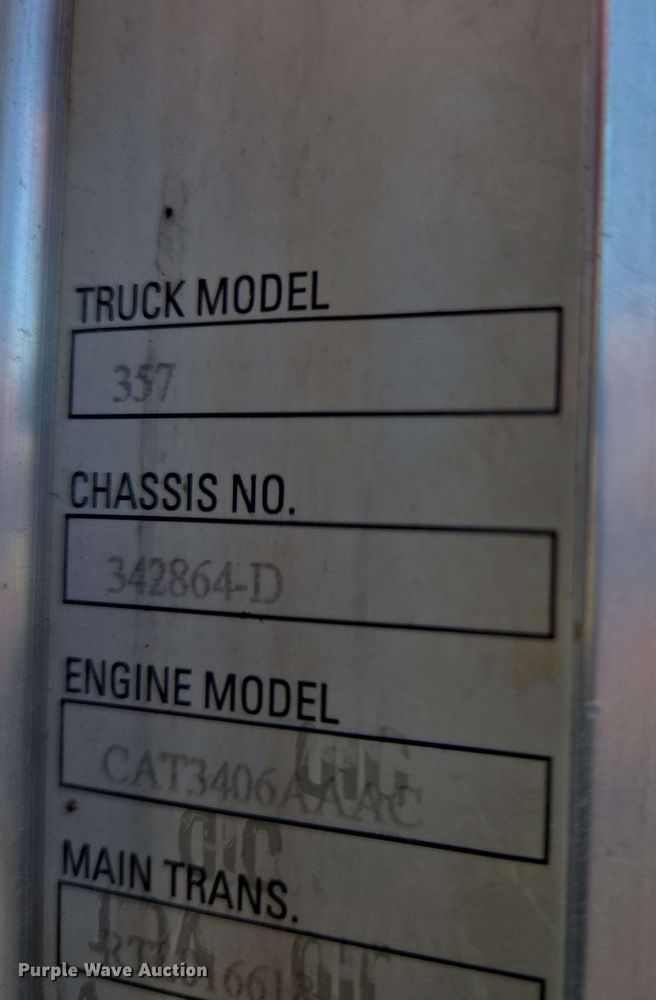 TRUCK MODEL
357
CHASSIS NO.
342864-D
ENGINE MODEL
CAT3406AAAC
MAIN TRANS.
Purple Wave Auction